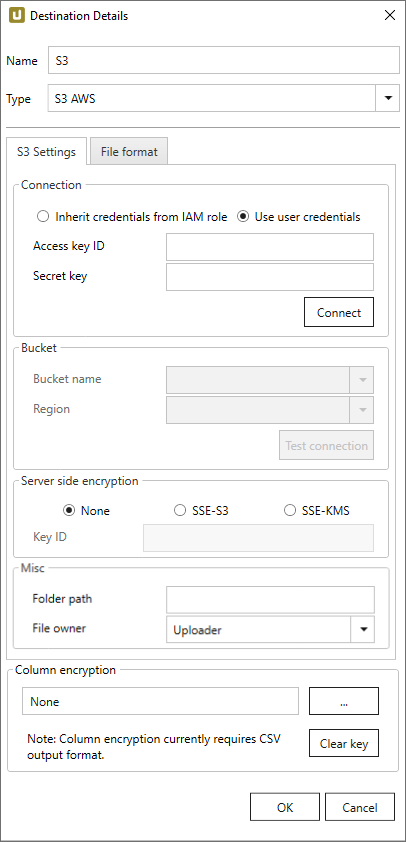 Destination Details
Name S3
Type S3 AWS
S3 Settings File format
Connection
Inherit credentials from IAM role Use user credentials
Access key ID
Secret key
Connect
Bucket
Bucket name
Region
Test connection
Server side encryption
None SSE-S3 SSE-KMS
Key ID
Misc
Folder path
File owner Uploader
Column encryption
None ...
Note: Column encryption currently requires CSV
output format.
Clear key
OK Cancel